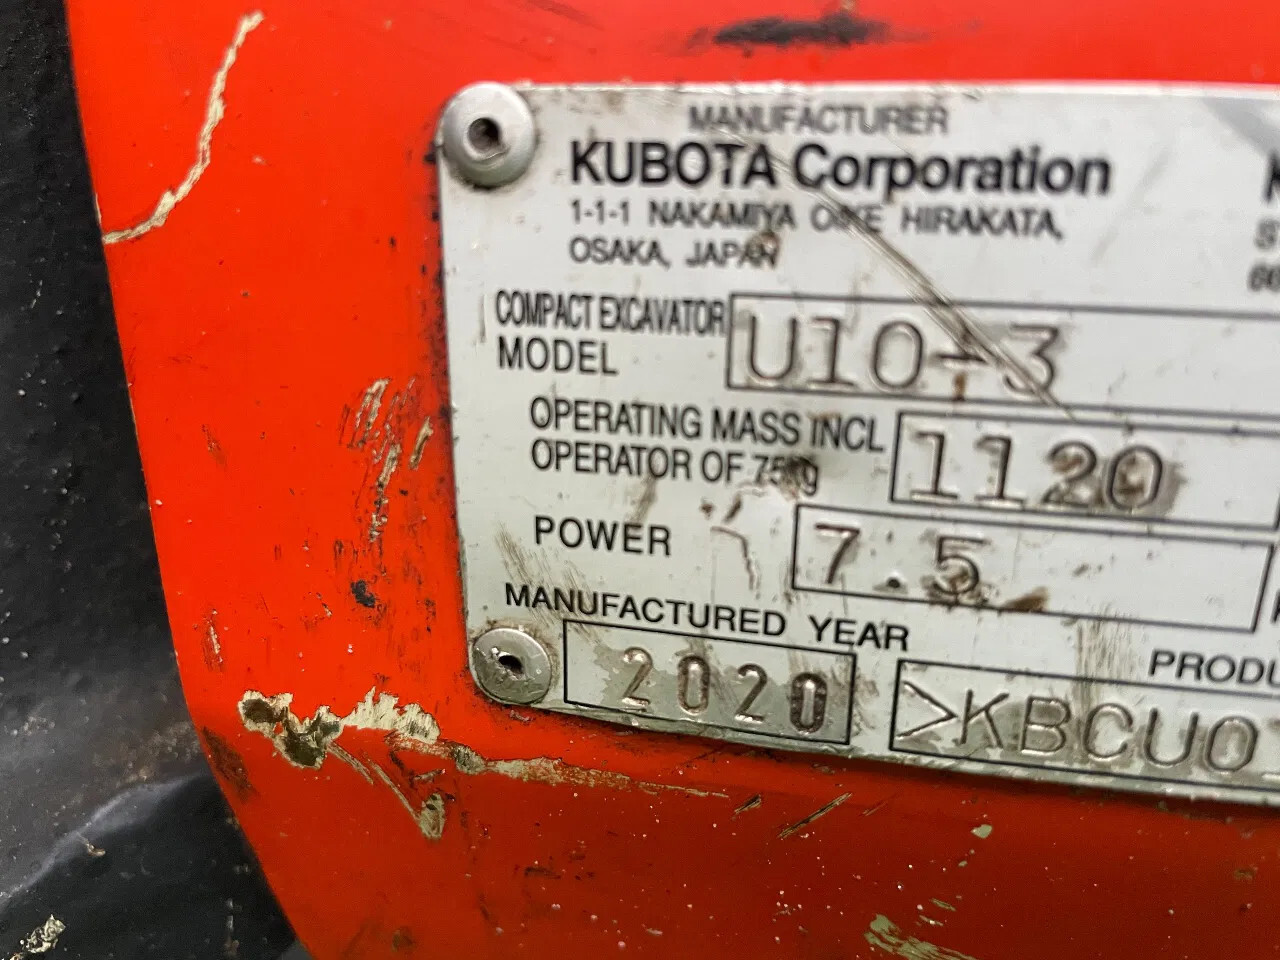 MANUFACTURER
KUBOTA Corporation
1-1-1 NAKAMIYA OIKE HIRAKATA,
OSAKA, JAPAN
COMPACT EXCAVATOR
MODEL
U10-3
OPERATING MASS INCL
OPERATOR OF 75kg
1120
POWER
7.5
MANUFACTURED YEAR
2020
PRODU
>KBCU0